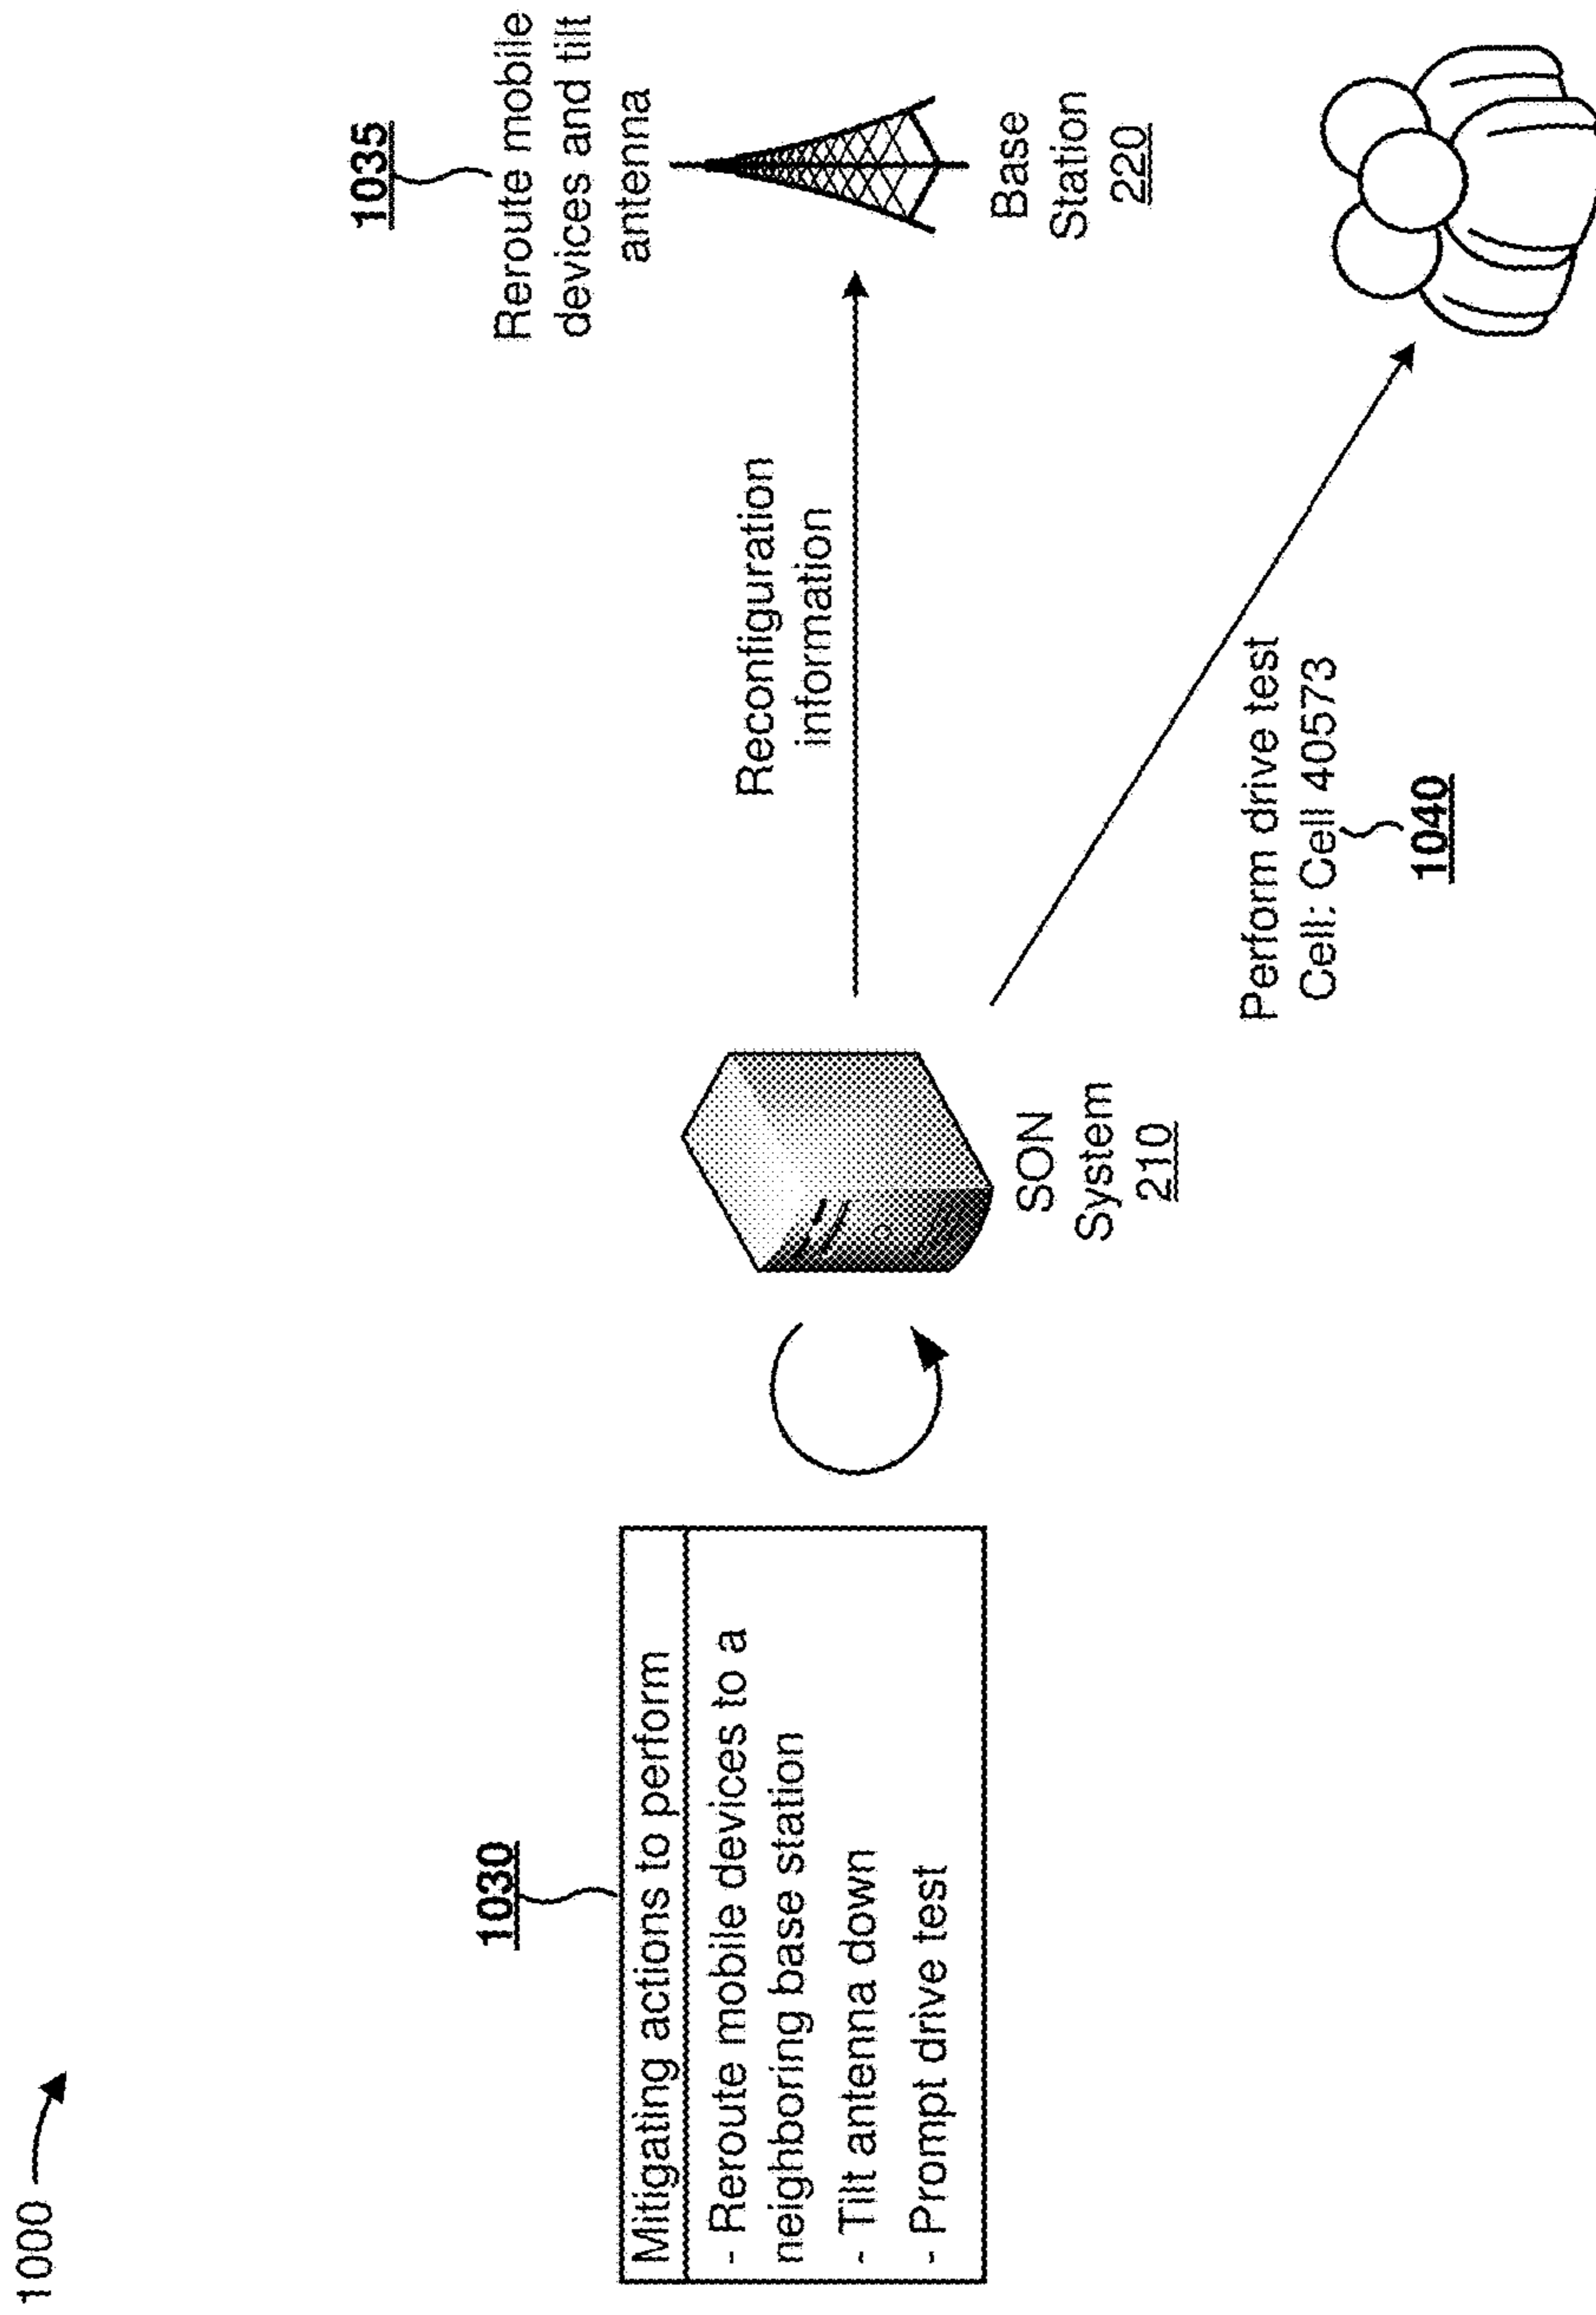 1000
1030
Mitigating actions to perform
- Reroute mobile devices to a
neighboring base station
- Tilt antenna down
- Prompt drive test
SON
System
210
Reconfiguration
information
1035
Reroute mobile
devices and tilt
antenna
Base
Station
220
Perform drive test
Cell: Cell 40573
1040